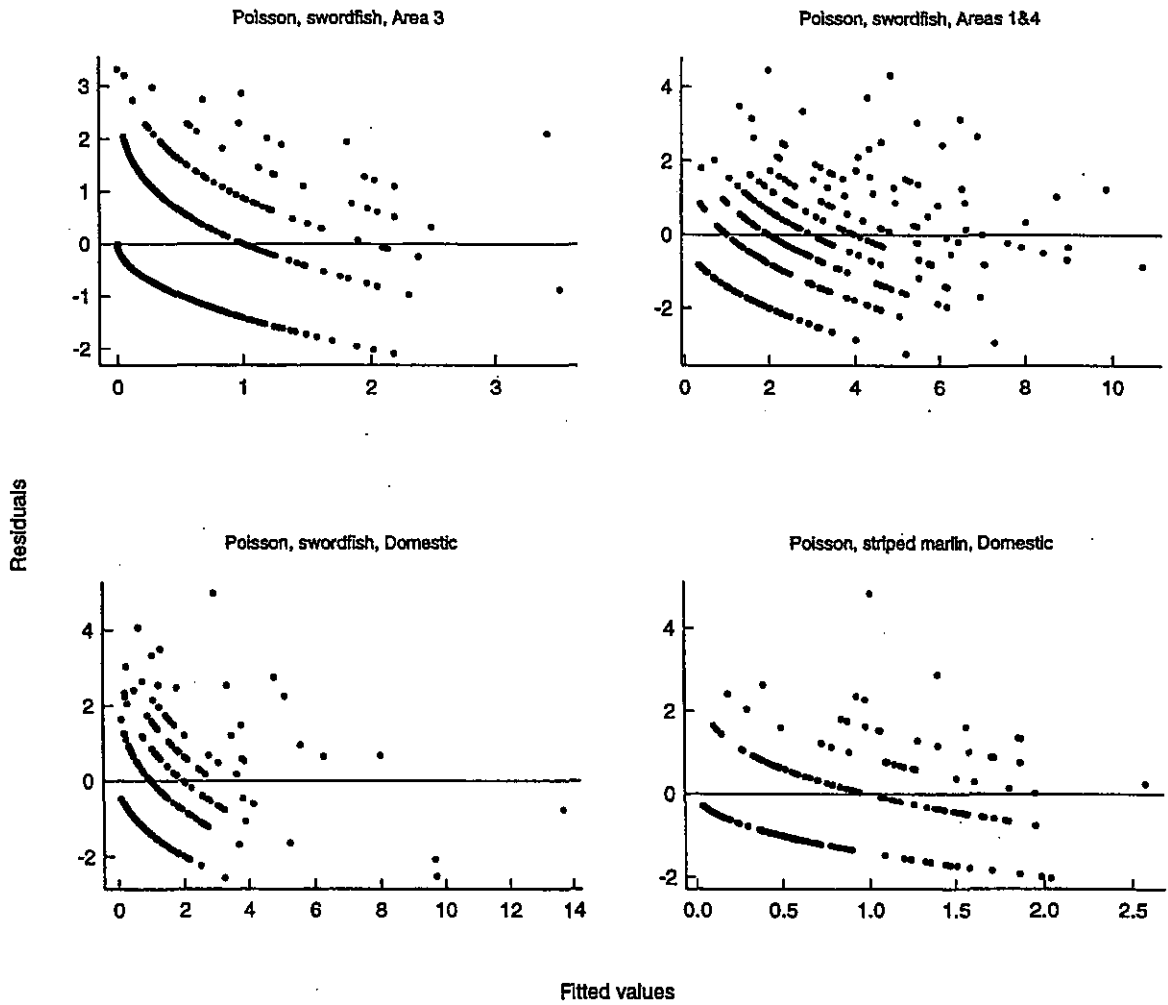 Poisson, swordfish, Area 3
3
2
1
0
-1
-2
0 1 2 3
Poisson, swordfish, Areas 1&4
4
2
0
-2
0 2 4 6 8 10
Residuals
Poisson, swordfish, Domestic
4
2
0
-2
0 2 4 6 8 10 12 14
Poisson, striped marlin, Domestic
4
2
0
-2
0.0 0.5 1.0 1.5 2.0 2.5
Fitted values